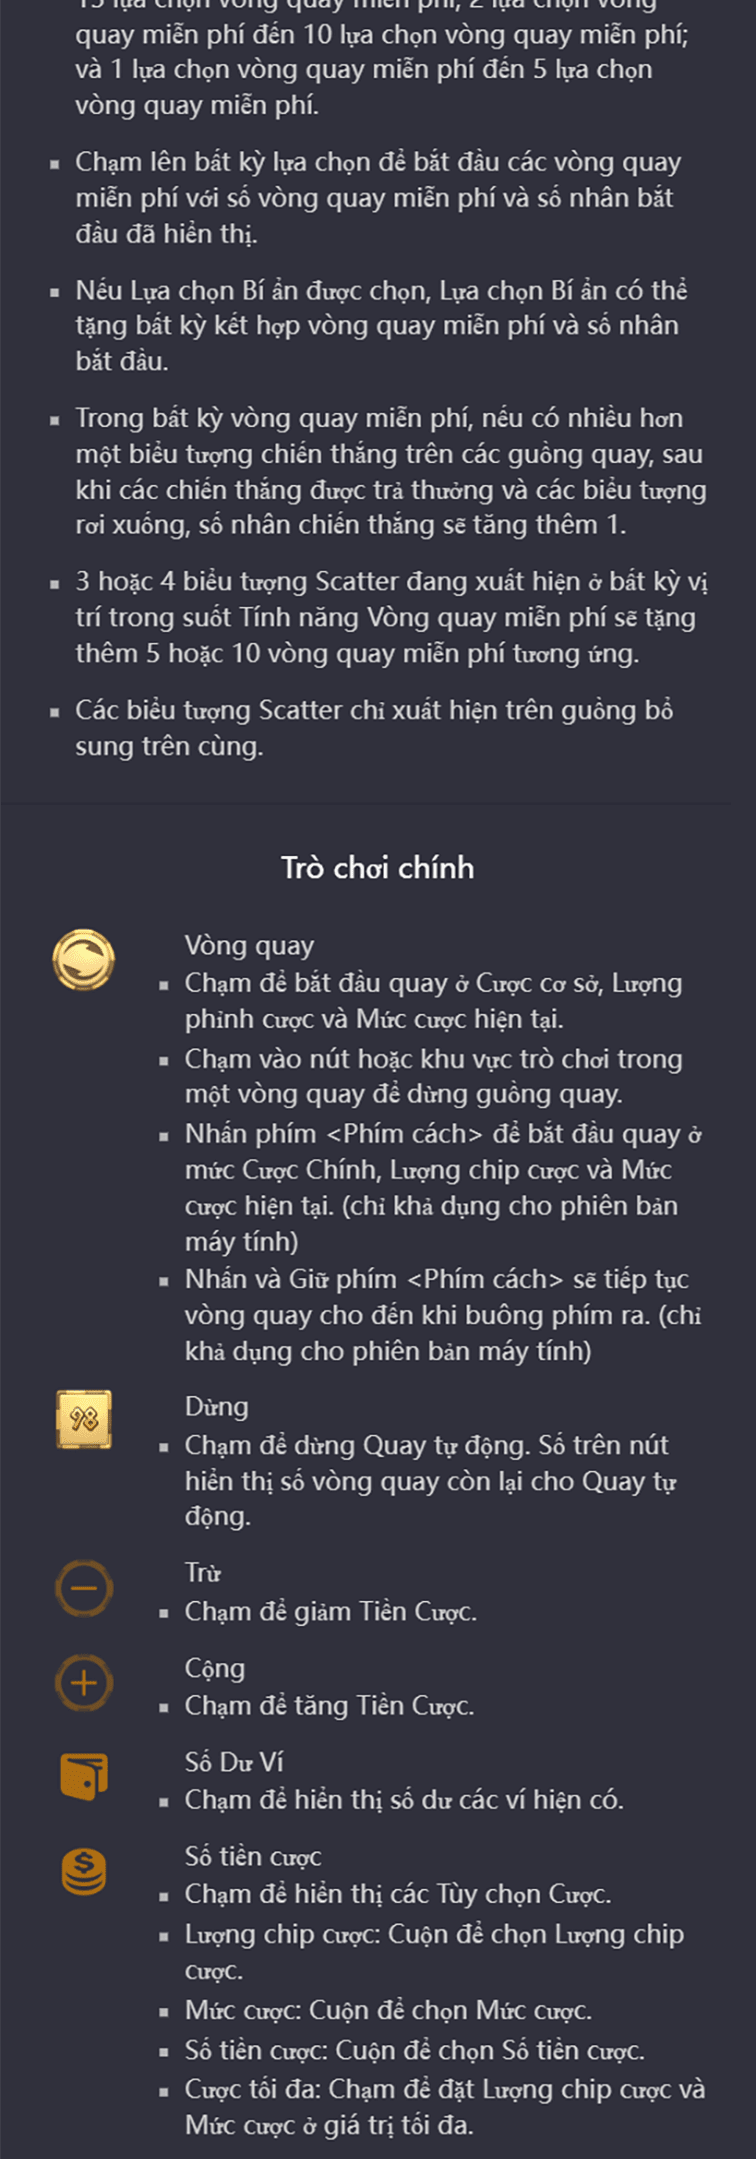 15 lựa chọn vòng quay miễn phí; 2 lựa chọn vòng
quay miễn phí đến 10 lựa chọn vòng quay miễn phí;
và 1 lựa chọn vòng quay miễn phí đến 5 lựa chọn
vòng quay miễn phí.
▪ Chạm lên bất kỳ lựa chọn để bắt đầu các vòng quay
miễn phí với số vòng quay miễn phí và số nhân bắt
đầu đã hiển thị.
▪ Nếu Lựa chọn Bí ẩn được chọn, Lựa chọn Bí ẩn có thể
tặng bất kỳ kết hợp vòng quay miễn phí và số nhân
bắt đầu.
▪ Trong bất kỳ vòng quay miễn phí, nếu có nhiều hơn
một biểu tượng chiến thắng trên các guồng quay, sau
khi các chiến thắng được trả thưởng và các biểu tượng
rơi xuống, số nhân chiến thắng sẽ tăng thêm 1.
▪ 3 hoặc 4 biểu tượng Scatter đang xuất hiện ở bất kỳ vị
trí trong suốt Tính năng Vòng quay miễn phí sẽ tặng
thêm 5 hoặc 10 vòng quay miễn phí tương ứng.
▪ Các biểu tượng Scatter chỉ xuất hiện trên guồng bổ
sung trên cùng.
Trò chơi chính
Vòng quay
▪ Chạm để bắt đầu quay ở Cược cơ sở, Lượng
phỉnh cược và Mức cược hiện tại.
▪ Chạm vào nút hoặc khu vực trò chơi trong
một vòng quay để dừng guồng quay.
▪ Nhấn phím <Phím cách> để bắt đầu quay ở
mức Cược Chính, Lượng chip cược và Mức
cược hiện tại. (chỉ khả dụng cho phiên bản
máy tính)
▪ Nhấn và Giữ phím <Phím cách> sẽ tiếp tục
vòng quay cho đến khi buông phím ra. (chỉ
khả dụng cho phiên bản máy tính)
98
Dừng
▪ Chạm để dừng Quay tự động. Số trên nút
hiển thị số vòng quay còn lại cho Quay tự
động.
Trừ
▪ Chạm để giảm Tiền Cược.
Cộng
▪ Chạm để tăng Tiền Cược.
Số Dư Ví
▪ Chạm để hiển thị số dư các ví hiện có.
Số tiền cược
▪ Chạm để hiển thị các Tùy chọn Cược.
▪ Lượng chip cược: Cuộn để chọn Lượng chip
cược.
▪ Mức cược: Cuộn để chọn Mức cược.
▪ Số tiền cược: Cuộn để chọn Số tiền cược.
▪ Cược tối đa: Chạm để đặt Lượng chip cược và
Mức cược ở giá trị tối đa.